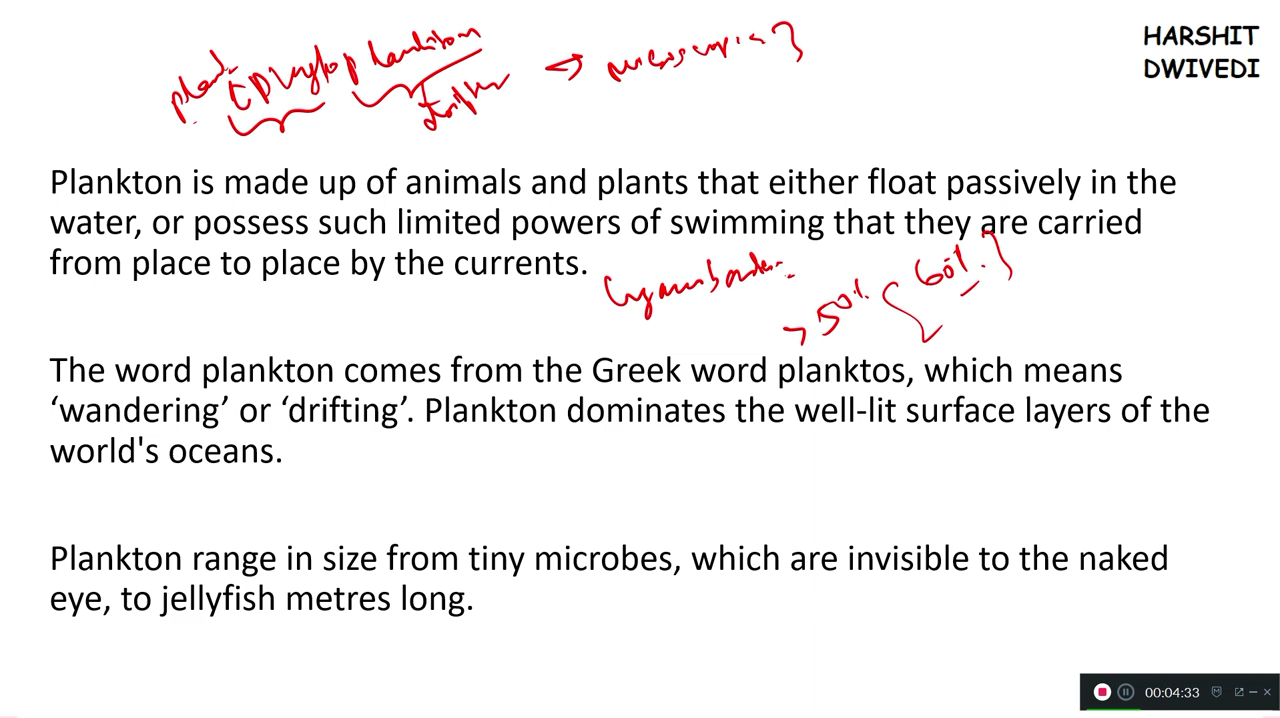 HARSHIT
DWIVEDI
plant
microscopic
Plankton is made up of animals and plants that either float passively in the
water, or possess such limited powers of swimming that they are carried
from place to place by the currents.
>50% 60%
The word plankton comes from the Greek word planktos, which means
‘wandering’ or ‘drifting’. Plankton dominates the well-lit surface layers of the
world's oceans.
Plankton range in size from tiny microbes, which are invisible to the naked
eye, to jellyfish metres long.
00:04:33